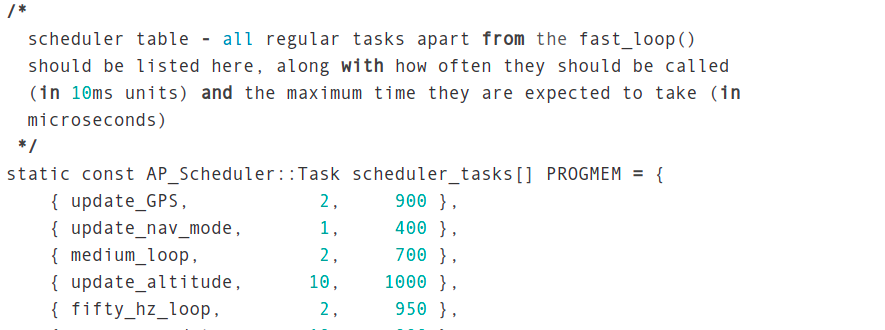 /*
scheduler table - all regular tasks apart from the fast_loop()
should be listed here, along with how often they should be called
(in 10ms units) and the maximum time they are expected to take (in
microseconds)
*/
static const AP_Scheduler::Task scheduler_tasks[] PROGMEM = {
{ update_GPS, 2, 900 },
{ update_nav_mode, 1, 400 },
{ medium_loop, 2, 700 },
{ update_altitude, 10, 1000 },
{ fifty_hz_loop, 2, 950 },